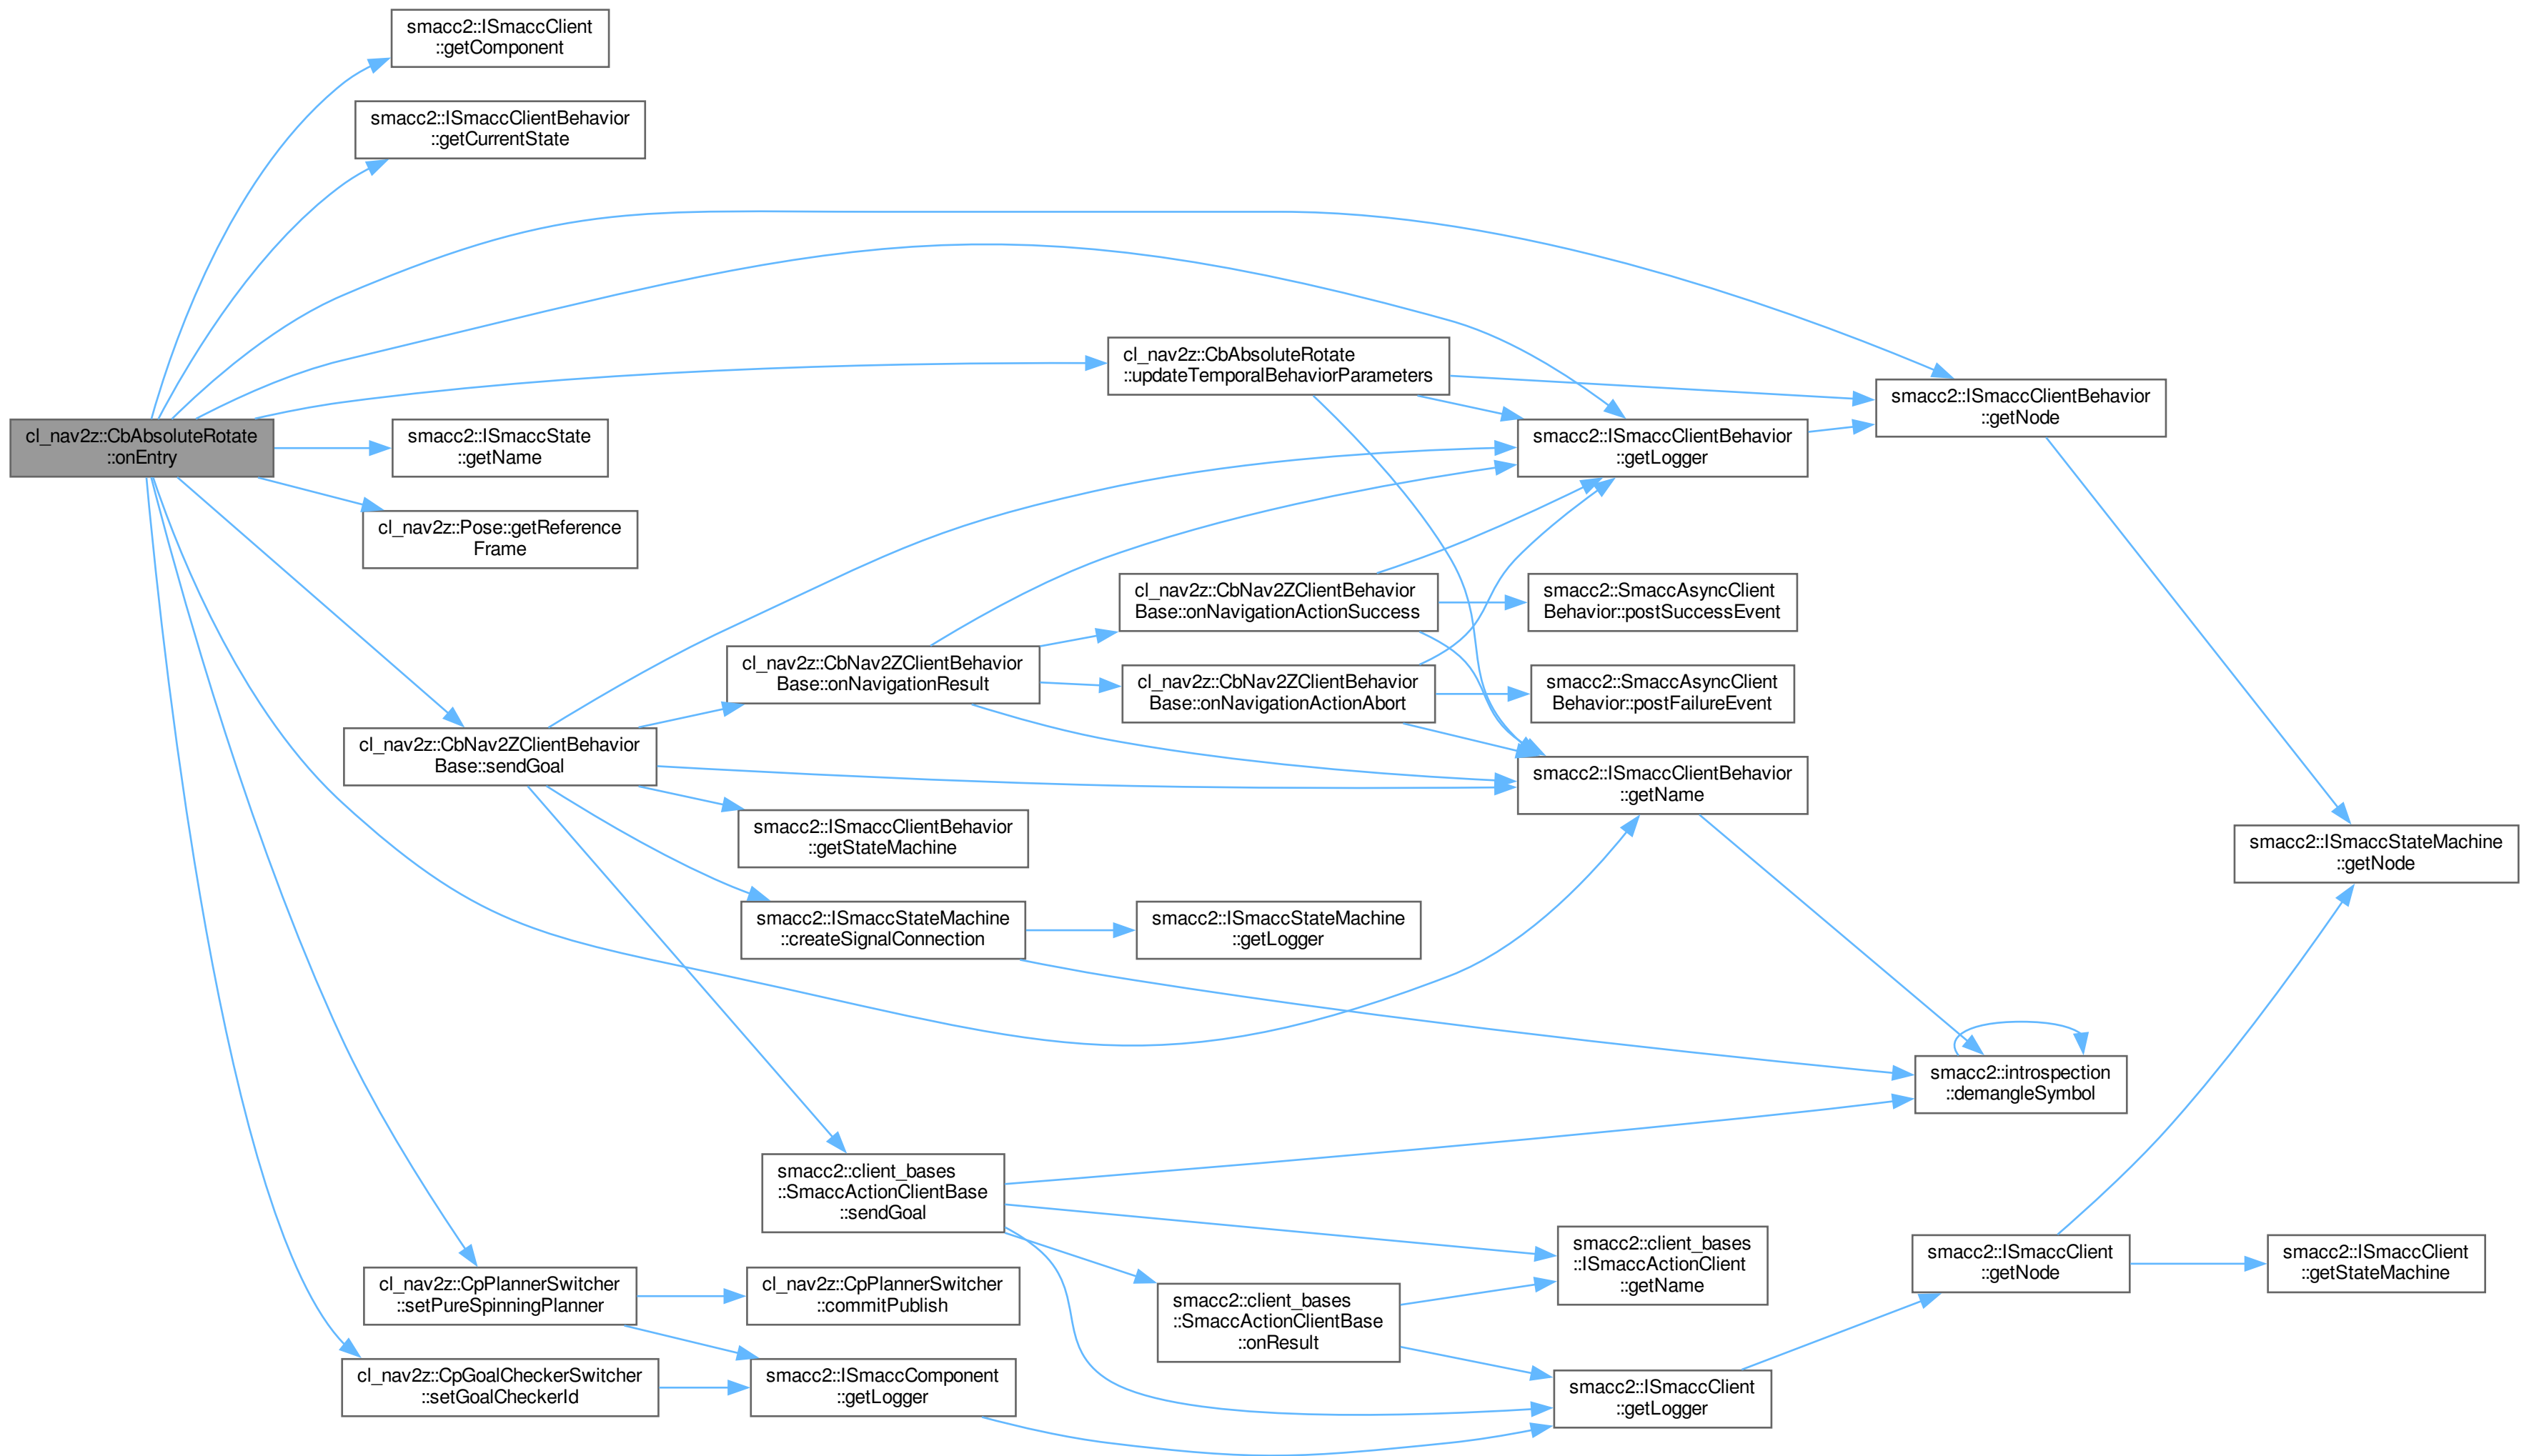 smacc2::ISmaccClient
::getComponent
smacc2::ISmaccClientBehavior
::getCurrentState
cl_nav2z::CbAbsoluteRotate
::updateTemporalBehaviorParameters
smacc2::ISmaccClientBehavior
::getNode
cl_nav2z::CbAbsoluteRotate
::onEntry
smacc2::ISmaccState
::getName
smacc2::ISmaccClientBehavior
::getLogger
cl_nav2z::Pose::getReference
Frame
cl_nav2z::CbNav2ZClientBehavior
Base::onNavigationActionSuccess
smacc2::SmaccAsyncClient
Behavior::postSuccessEvent
cl_nav2z::CbNav2ZClientBehavior
Base::onNavigationResult
cl_nav2z::CbNav2ZClientBehavior
Base::onNavigationActionAbort
smacc2::SmaccAsyncClient
Behavior::postFailureEvent
cl_nav2z::CbNav2ZClientBehavior
Base::sendGoal
smacc2::ISmaccClientBehavior
::getName
smacc2::ISmaccClientBehavior
::getStateMachine
smacc2::ISmaccStateMachine
::getNode
smacc2::ISmaccStateMachine
::createSignalConnection
smacc2::ISmaccStateMachine
::getLogger
smacc2::introspection
::demangleSymbol
smacc2::client_bases
::SmaccActionClientBase
::sendGoal
smacc2::client_bases
::ISmaccActionClient
::getName
smacc2::ISmaccClient
::getNode
smacc2::ISmaccClient
::getStateMachine
cl_nav2z::CpPlannerSwitcher
::setPureSpinningPlanner
cl_nav2z::CpPlannerSwitcher
::commitPublish
smacc2::client_bases
::SmaccActionClientBase
::onResult
cl_nav2z::CpGoalCheckerSwitcher
::setGoalCheckerId
smacc2::ISmaccComponent
::getLogger
smacc2::ISmaccClient
::getLogger